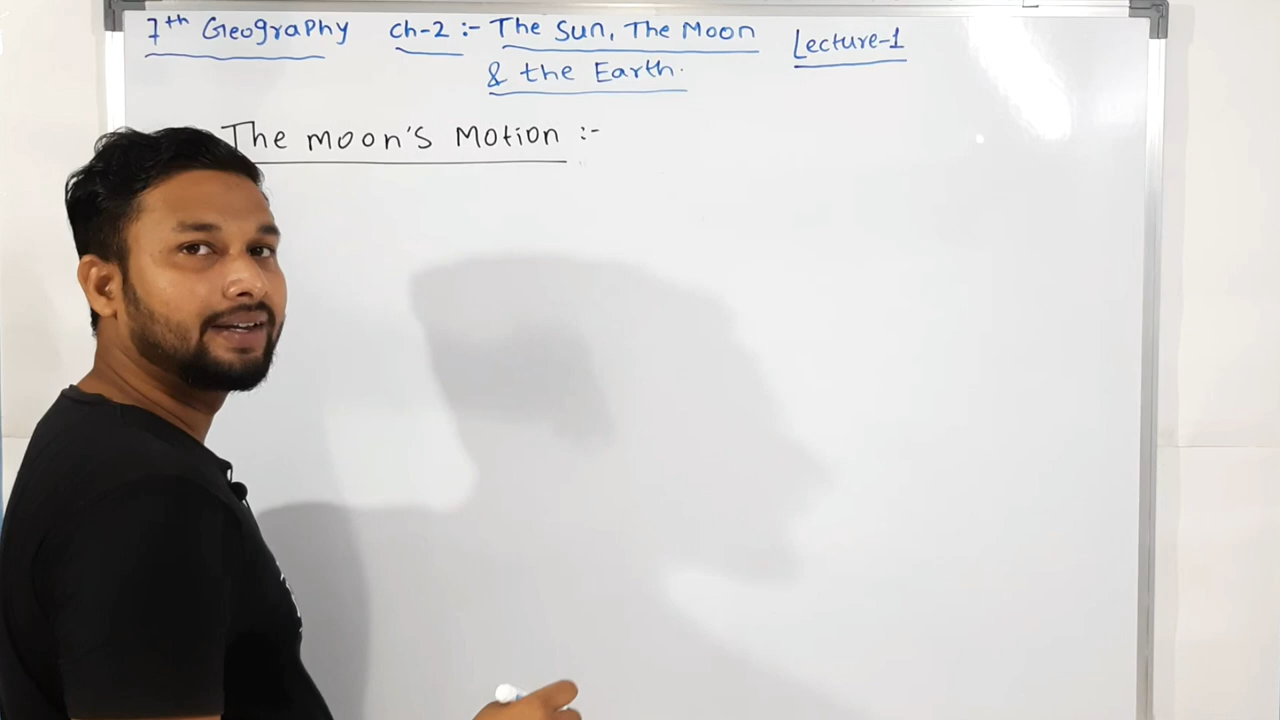 7th Geography ch-2 :- The Sun, The Moon Lecture-1
& the Earth.
The moon's Motion :-